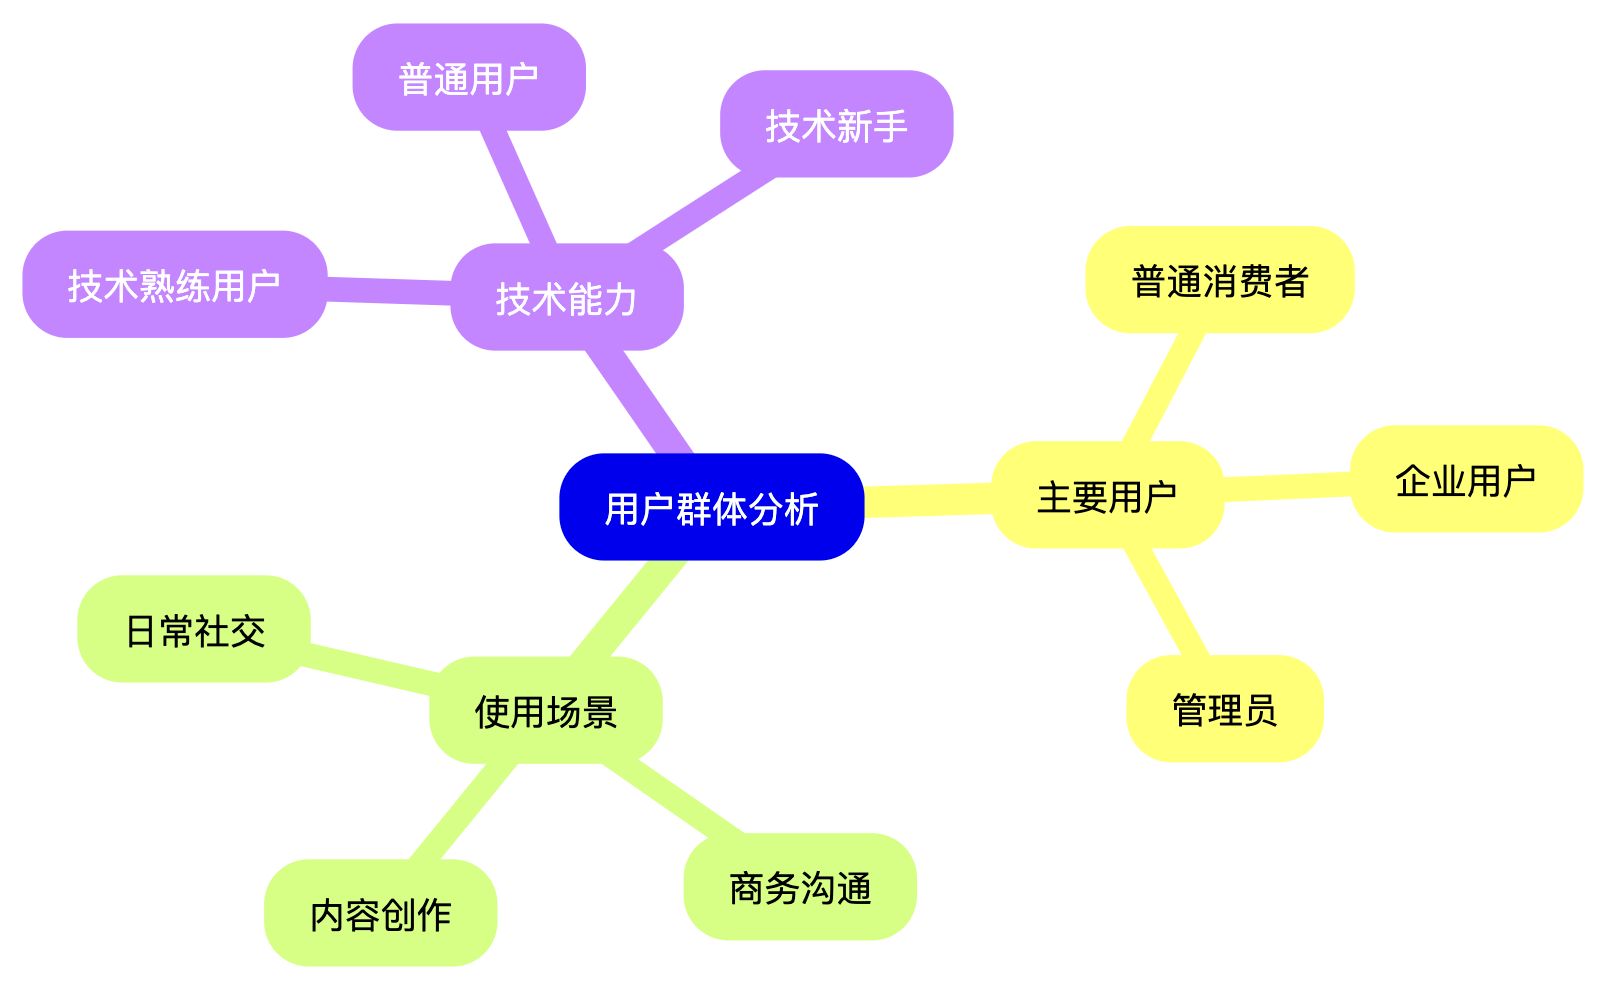 普通用户
技术新手
技术熟练用户
技术能力
普通消费者
企业用户
主要用户
用户群体分析
管理员
日常社交
使用场景
商务沟通
内容创作